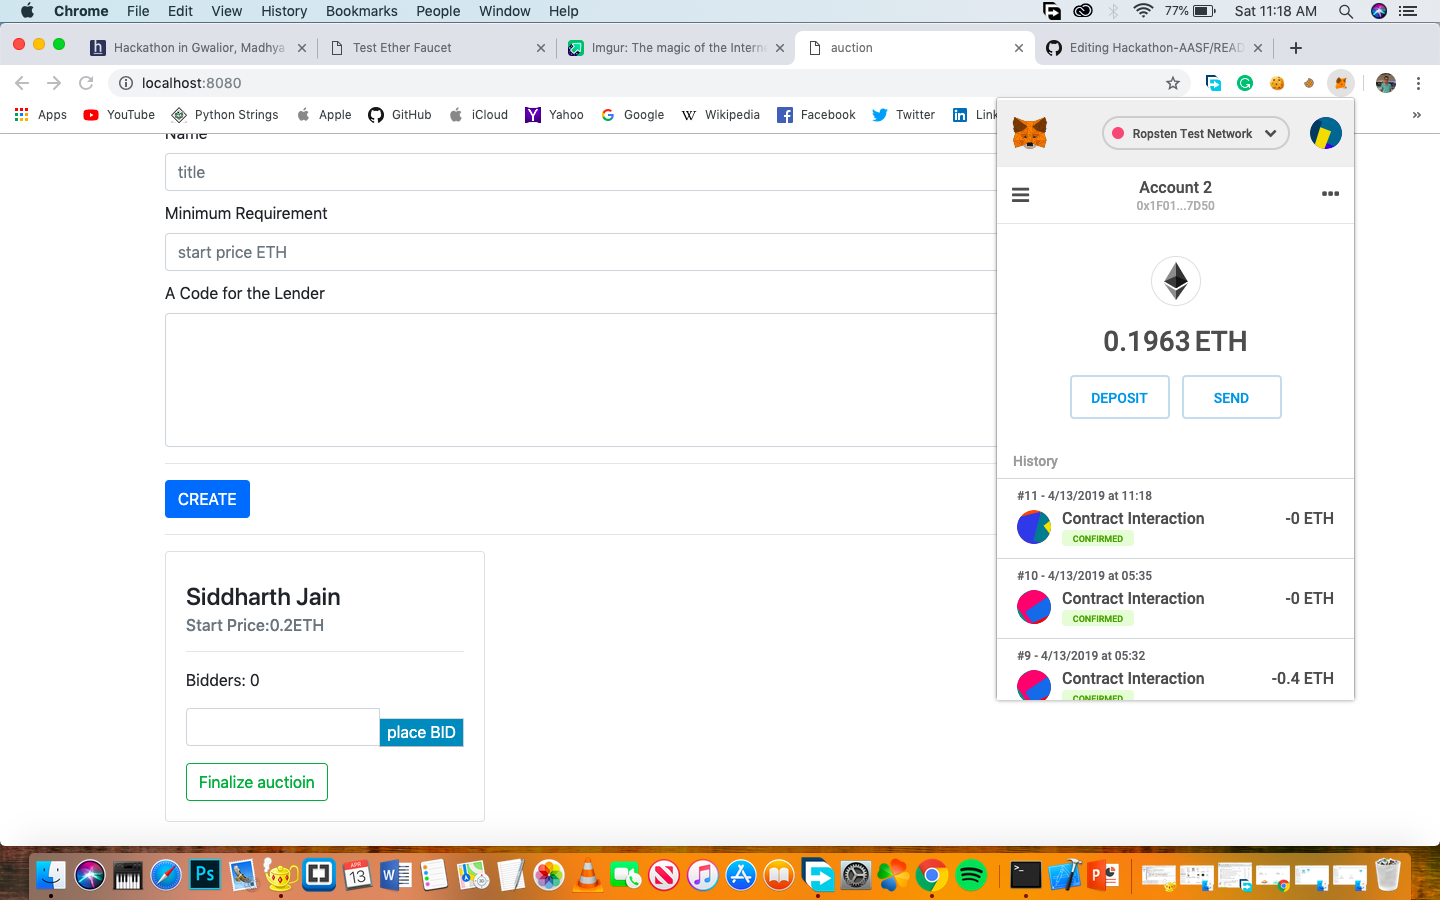 Chrome File Edit View History Bookmarks People Window Help 77% Sat 11:18 AM
Hackathon in Gwalior, Madhya Test Ether Faucet Imgur: The magic of the Interne auction Editing Hackathon-AASF/READ
localhost:8080
Apps YouTube Python Strings Apple GitHub iCloud Yahoo Google Wikipedia Facebook Twitter Link
Name
title
Minimum Requirement
start price ETH
A Code for the Lender
CREATE
Siddharth Jain
Start Price:0.2ETH
Bidders: 0
place BID
Finalize auctioin
Ropsten Test Network
Account 2
0x1F01...7D50
0.1963 ETH
DEPOSIT SEND
History
#11 - 4/13/2019 at 11:18
Contract Interaction -0 ETH
CONFIRMED
#10 - 4/13/2019 at 05:35
Contract Interaction -0 ETH
CONFIRMED
#9 - 4/13/2019 at 05:32
Contract Interaction -0.4 ETH
CONFIRMED
Ps APR 13